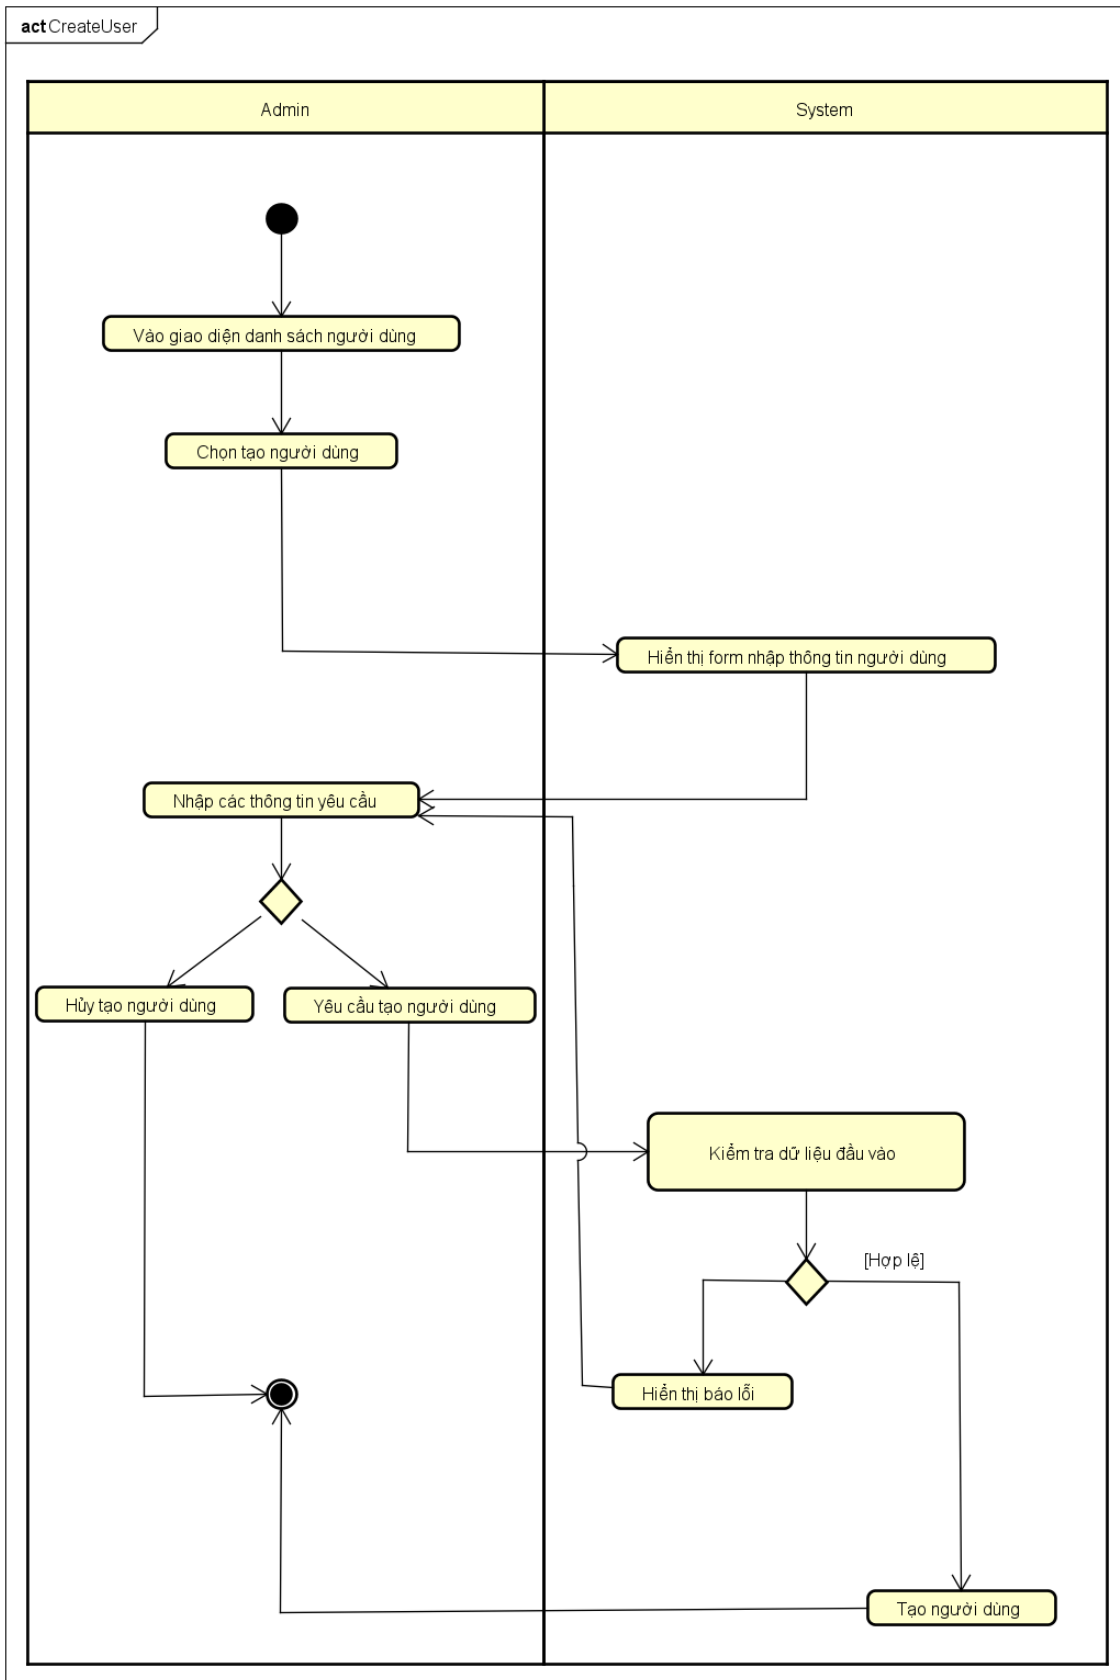 act CreateUser
Admin
System
Vào giao diện danh sách người dùng
Chọn tạo người dùng
Hiển thị form nhập thông tin người dùng
Nhập các thông tin yêu cầu
Hủy tạo người dùng
Yêu cầu tạo người dùng
Kiểm tra dữ liệu đầu vào
[Hợp lệ]
Hiển thị báo lỗi
Tạo người dùng